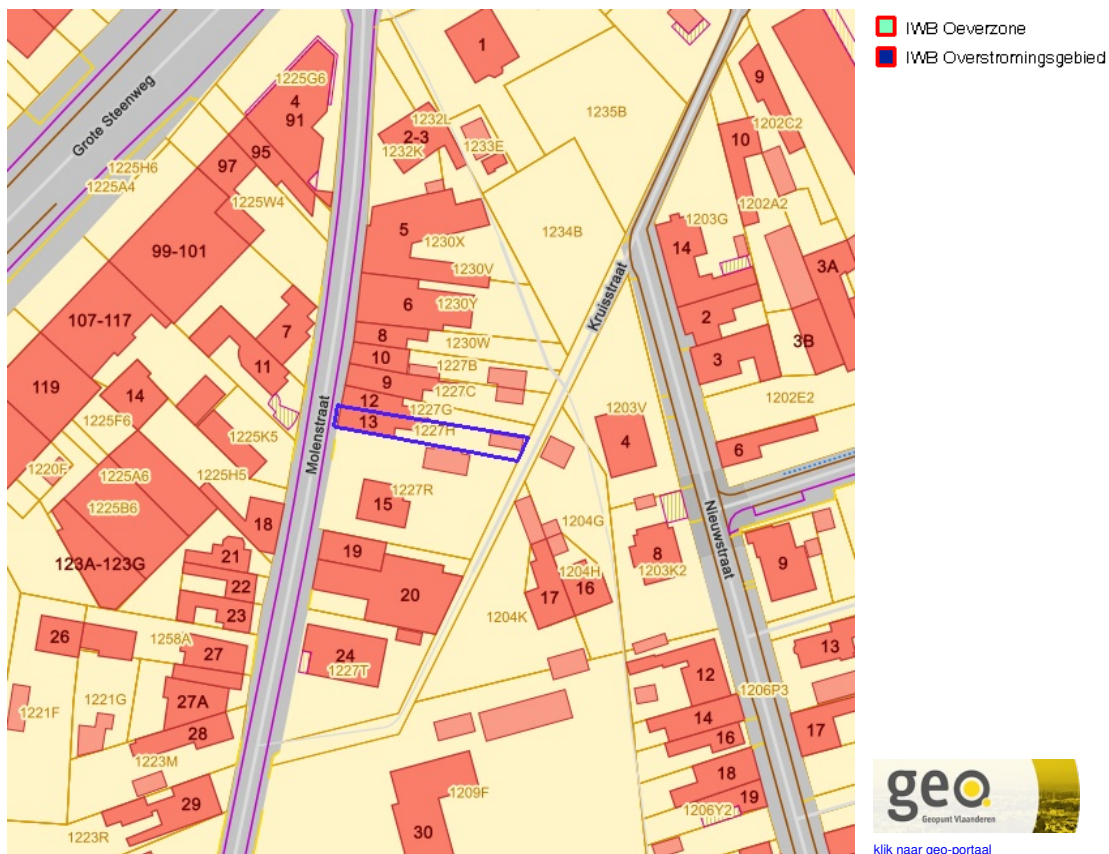 IWB Oeverzone
IWB Overstromingsgebied
1
9
1225G6
4
91
1232L
2-3
1232K
1233E
1235B
1202C2
10
Grote Steenweg
1225H6
1225A4
97
95
1225W4
1202A2
99-101
5
1230X
1234B
1203G
14
3A
1230V
107-117
6
1230Y
Kruisstraat
2
7
8
1230W
3
3B
11
10
1227B
119
14
9
1227C
1202E2
12
1227G
1203V
1225F6
13
1227H
4
1225K5
Molenstraat
6
1220F
1225A6
1225H5
1227R
15
1225B6
18
1204G
Nieuwstraat
123A-123G
21
19
8
9
22
20
1204H
1203K2
23
17
16
1204K
26
1258A
27
24
1227T
13
12
1206P3
1221F
1221G
27A
14
28
16
17
1223M
18
29
1209F
19
1206Y2
1223R
30
geo
Geopunt Vlaanderen
klik naar geo-portaal